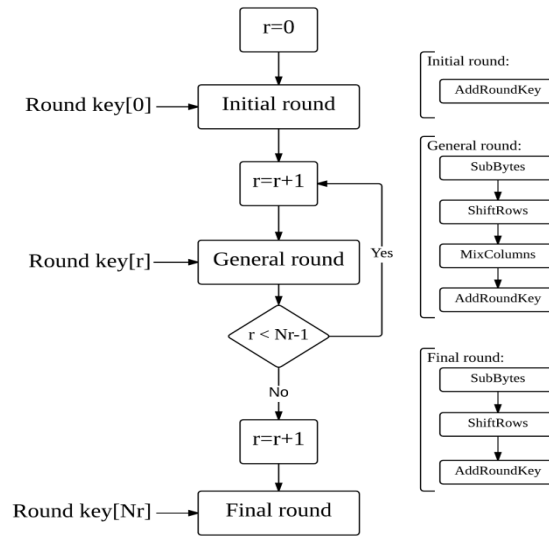 r=0
Round key[0]
Initial round
r=r+1
Round key[r]
General round
Yes
r < Nr-1
No
r=r+1
Round key[Nr]
Final round
Initial round:
AddRoundKey
General round:
SubBytes
ShiftRows
MixColumns
AddRoundKey
Final round:
SubBytes
ShiftRows
AddRoundKey